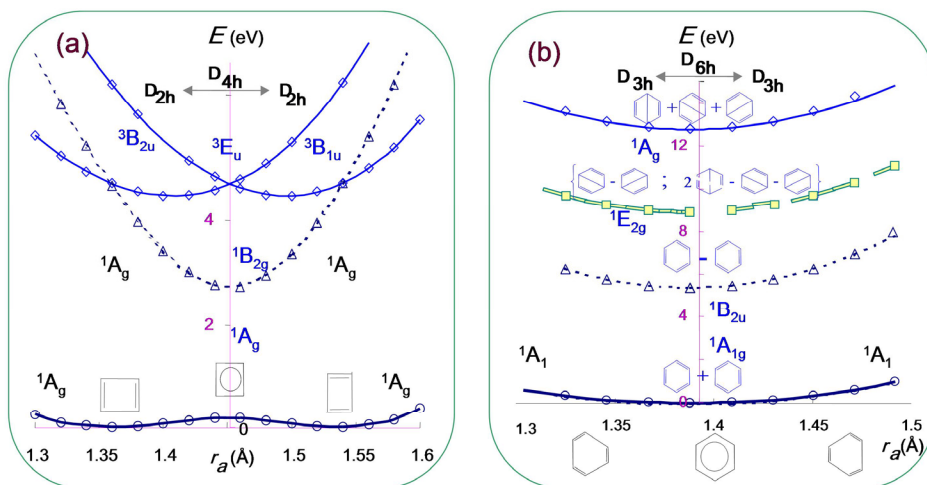 (a)
E (eV)
D4h
D2h D2h
³B2u ³Eu ³B1u
4
¹Ag ¹B2g ¹Ag
2
¹Ag
¹Ag ¹Ag
0
1.3 1.35 1.4 rₐ(Å) 1.5 1.55 1.6
(b)
E (eV)
D6h
D3h D3h
+ +
¹Ag 12
{ - ; 2 - - }
¹E2g
8
-
4 ¹B2u
¹A1g
¹A1 ¹A1
+
0
1.3 1.35 1.4 rₐ(Å) 1.45 1.5